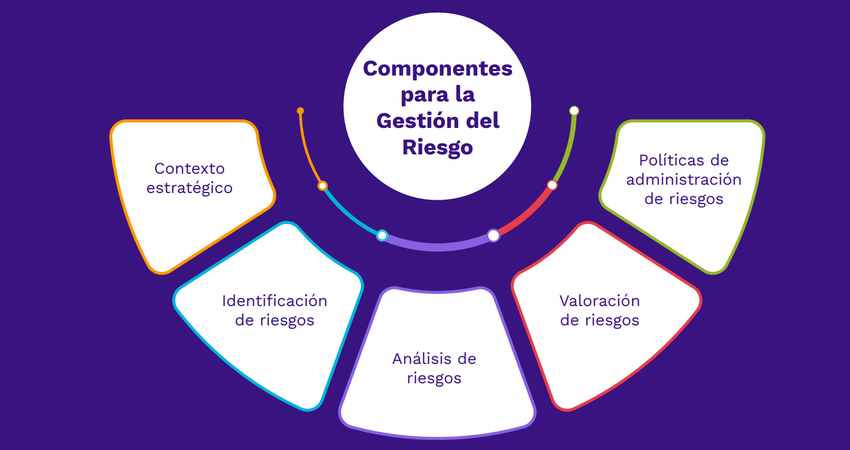 Componentes
para la
Gestión del
Riesgo
Contexto
estratégico
Identificación
de riesgos
Análisis de
riesgos
Valoración
de riesgos
Políticas de
administración
de riesgos